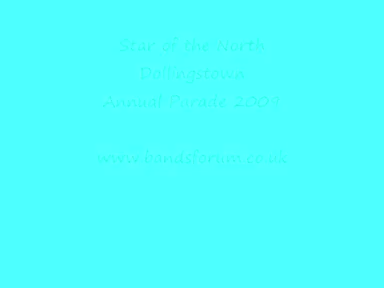 Star of the North
Dollingstown
Annual Parade 2009
www.bandsforum.co.uk